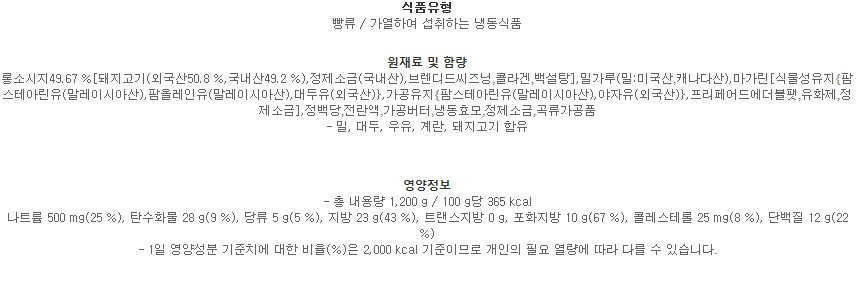 식품유형
빵류 / 가열하여 섭취하는 냉동식품
원재료 및 함량
롱소시지49.67 %[돼지고기(외국산50.8 %,국내산49.2 %),정제소금(국내산),브렌디드씨즈닝,콜라겐,백설탕],밀가루(밀:미국산,캐나다산),마가린[식물성유지{팜
스테아린유(말레이시아산),팜올레인유(말레이시아산),대두유(외국산)},가공유지{팜스테아린유(말레이시아산),야자유(외국산)},프리페어드에더블팻,유화제,정
제소금],정백당,전란액,가공버터,냉동효모,정제소금,곡류가공품
- 밀, 대두, 우유, 계란, 돼지고기 함유
영양정보
- 총 내용량 1,200 g / 100 g당 365 kcal
나트륨 500 mg(25 %), 탄수화물 28 g(9 %), 당류 5 g(5 %), 지방 23 g(43 %), 트랜스지방 0 g, 포화지방 10 g(67 %), 콜레스테롤 25 mg(8 %), 단백질 12 g(22
%)
- 1일 영양성분 기준치에 대한 비율(%)은 2,000 kcal 기준이므로 개인의 필요 열량에 따라 다를 수 있습니다.